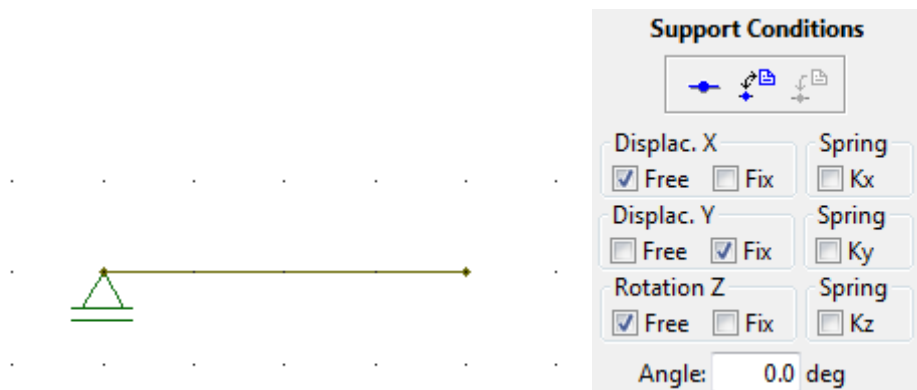 Support Conditions
Displac. X Spring
Free Fix Kx
Displac. Y Spring
Free Fix Ky
Rotation Z Spring
Free Fix Kz
Angle: 0.0 deg